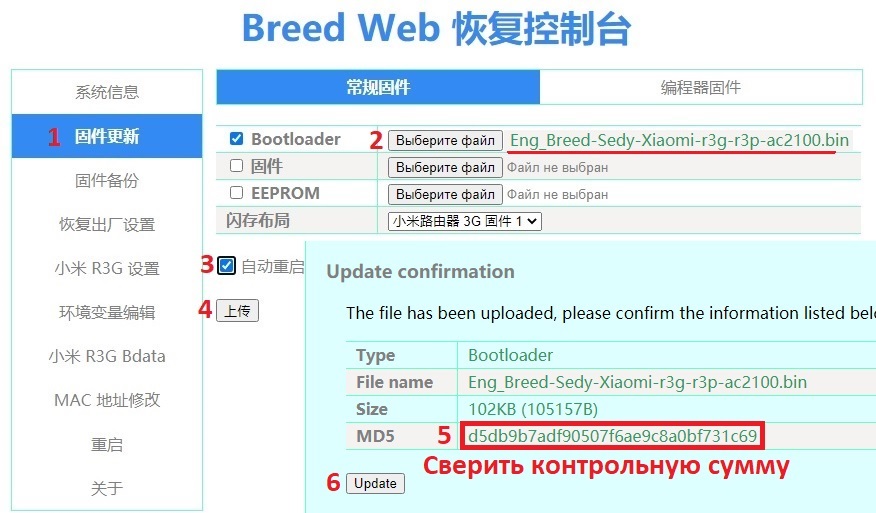 Breed Web 恢复控制台
系统信息
1 固件更新
固件备份
恢复出厂设置
小米 R3G 设置
环境变量编辑
小米 R3G Bdata
MAC 地址修改
重启
关于
常规固件 编程器固件
Bootloader 2 Выберите файл Eng_Breed-Sedy-Xiaomi-r3g-r3p-ac2100.bin
固件 Выберите файл Файл не выбран
EEPROM Выберите файл Файл не выбран
闪存布局 小米路由器 3G 固件 1
3 自动重启
4 上传
Update confirmation
The file has been uploaded, please confirm the information listed belo
Type Bootloader
File name Eng_Breed-Sedy-Xiaomi-r3g-r3p-ac2100.bin
Size 102KB (105157B)
MD5 5 d5db9b7adf90507f6ae9c8a0bf731c69
Сверить контрольную сумму
6 Update